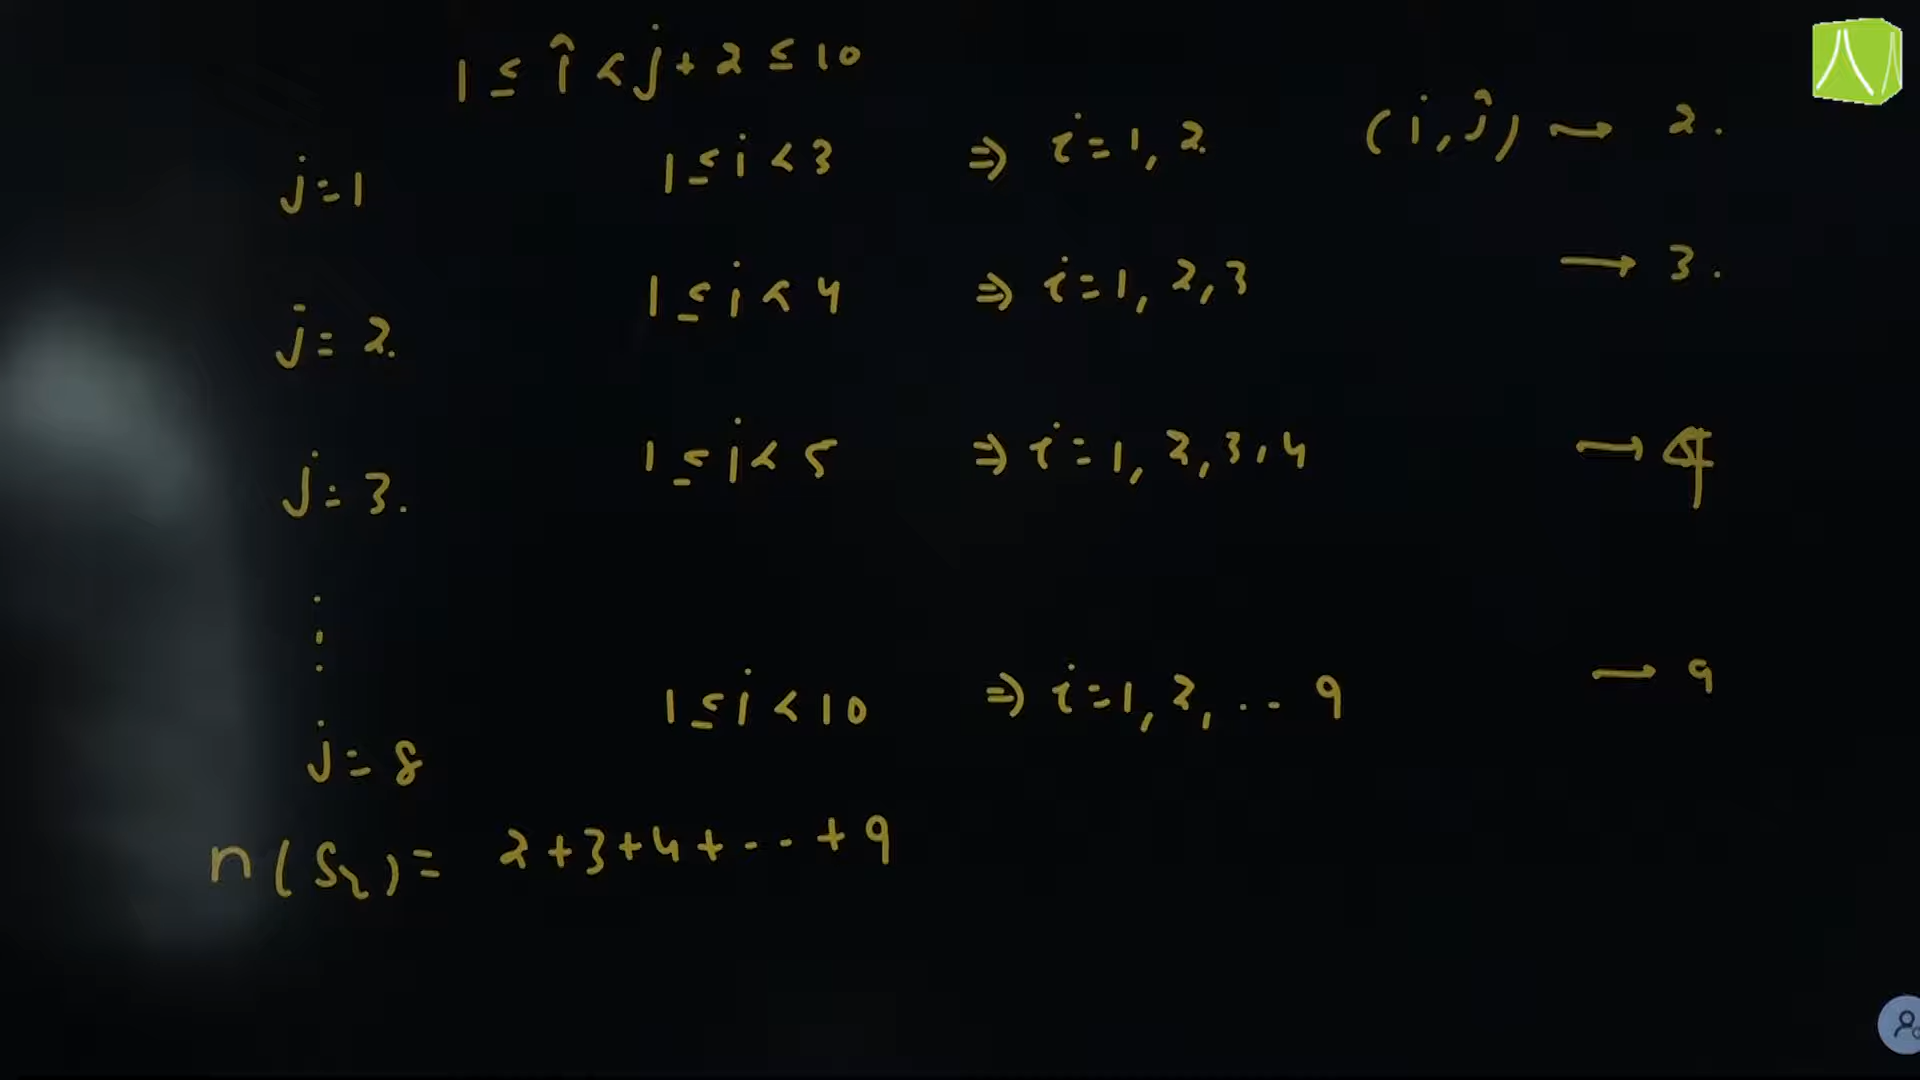 1 ≤ i < j + 2 ≤ 10
j = 1 1 ≤ i < 3 ⇒ i = 1, 2. (i, j) → 2.
j = 2. 1 ≤ i < 4 ⇒ i = 1, 2, 3 → 3.
j = 3. 1 ≤ i < 5 ⇒ i = 1, 2, 3, 4 → 4
⋮
j = 8 1 ≤ i < 10 ⇒ i = 1, 2, .. 9 → 9
n(S₂) = 2 + 3 + 4 + ... + 9